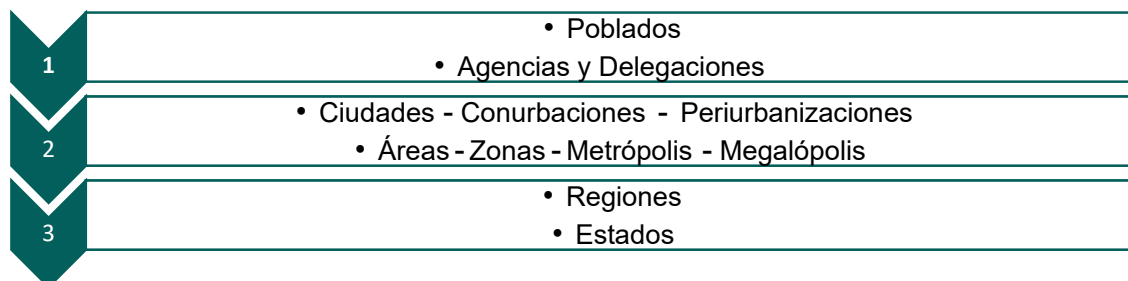 • Poblados
1
• Agencias y Delegaciones
• Ciudades - Conurbaciones - Periurbanizaciones
2
• Áreas - Zonas - Metrópolis - Megalópolis
• Regiones
3
• Estados